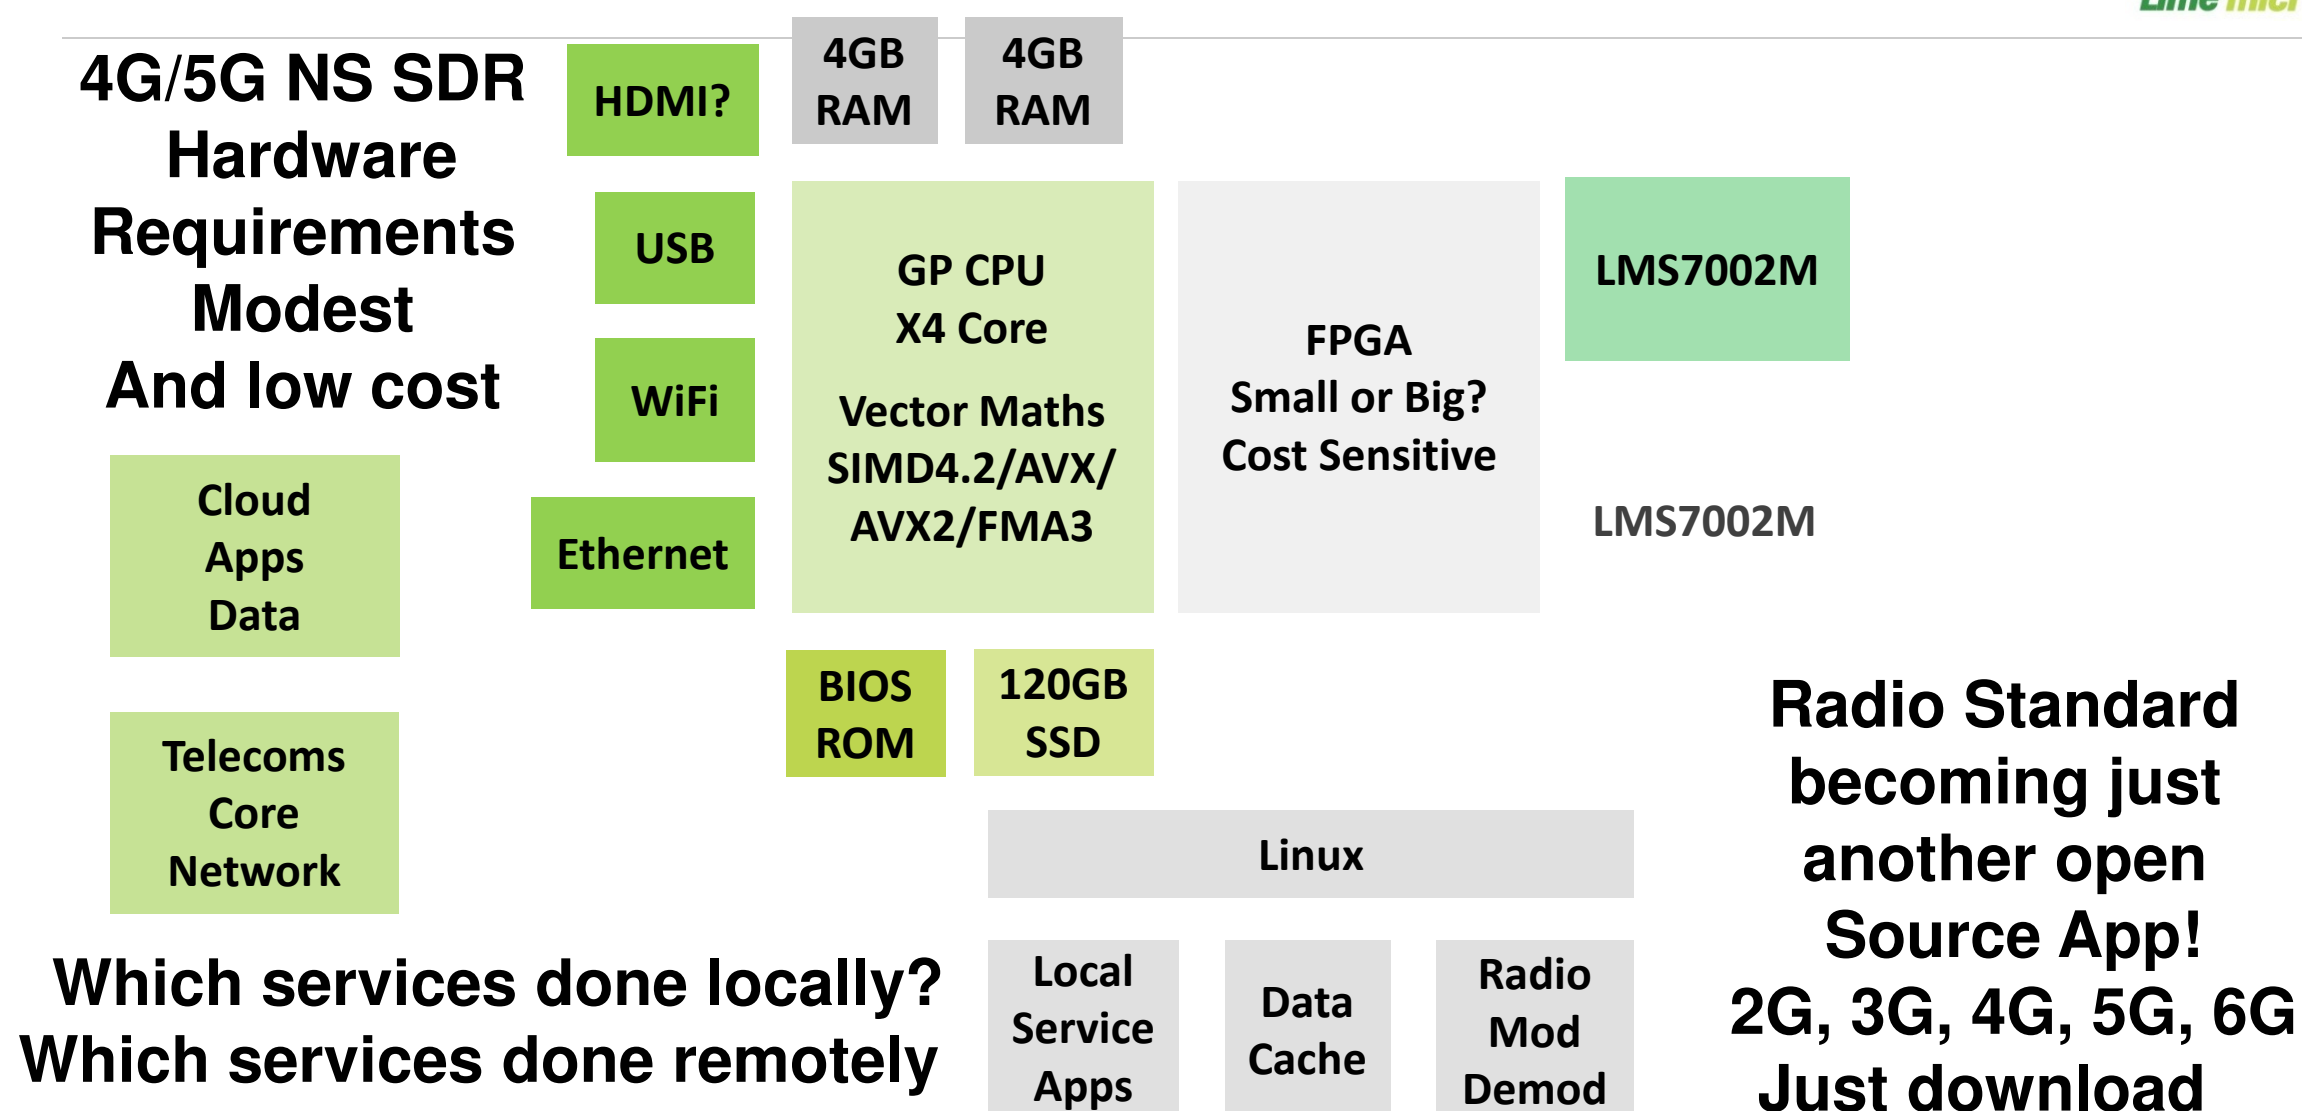 4G/5G NS SDR
Hardware
Requirements
Modest
And low cost
HDMI?
4GB
RAM
4GB
RAM
USB
WiFi
Ethernet
GP CPU
X4 Core
Vector Maths
SIMD4.2/AVX/
AVX2/FMA3
FPGA
Small or Big?
Cost Sensitive
LMS7002M
LMS7002M
Cloud
Apps
Data
Telecoms
Core
Network
BIOS
ROM
120GB
SSD
Linux
Local
Service
Apps
Data
Cache
Radio
Mod
Demod
Which services done locally?
Which services done remotely
Radio Standard
becoming just
another open
Source App!
2G, 3G, 4G, 5G, 6G
Just download